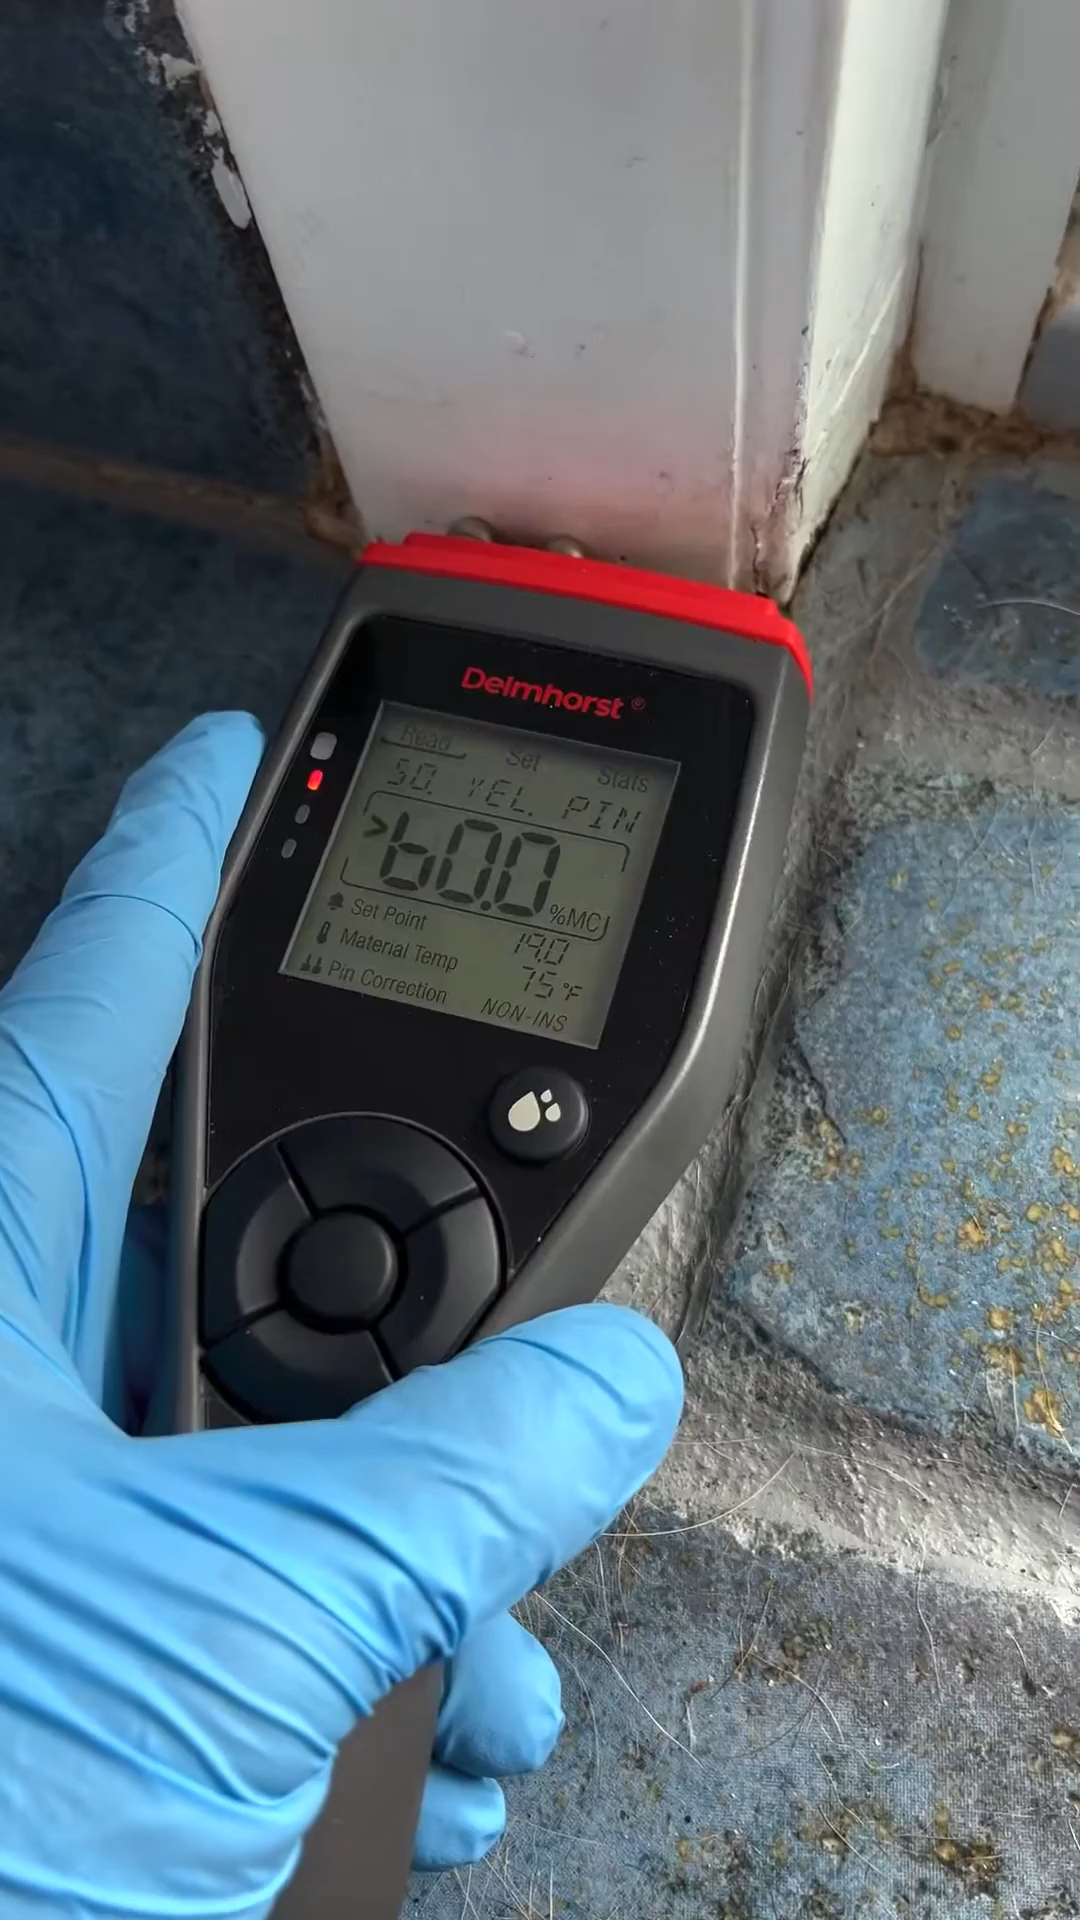 Delmhorst ®
Read Set Stats
SO. YEL. PIN
>60.0 %MC
Set Point 19.0
Material Temp 75 °F
Pin Correction NON-INS